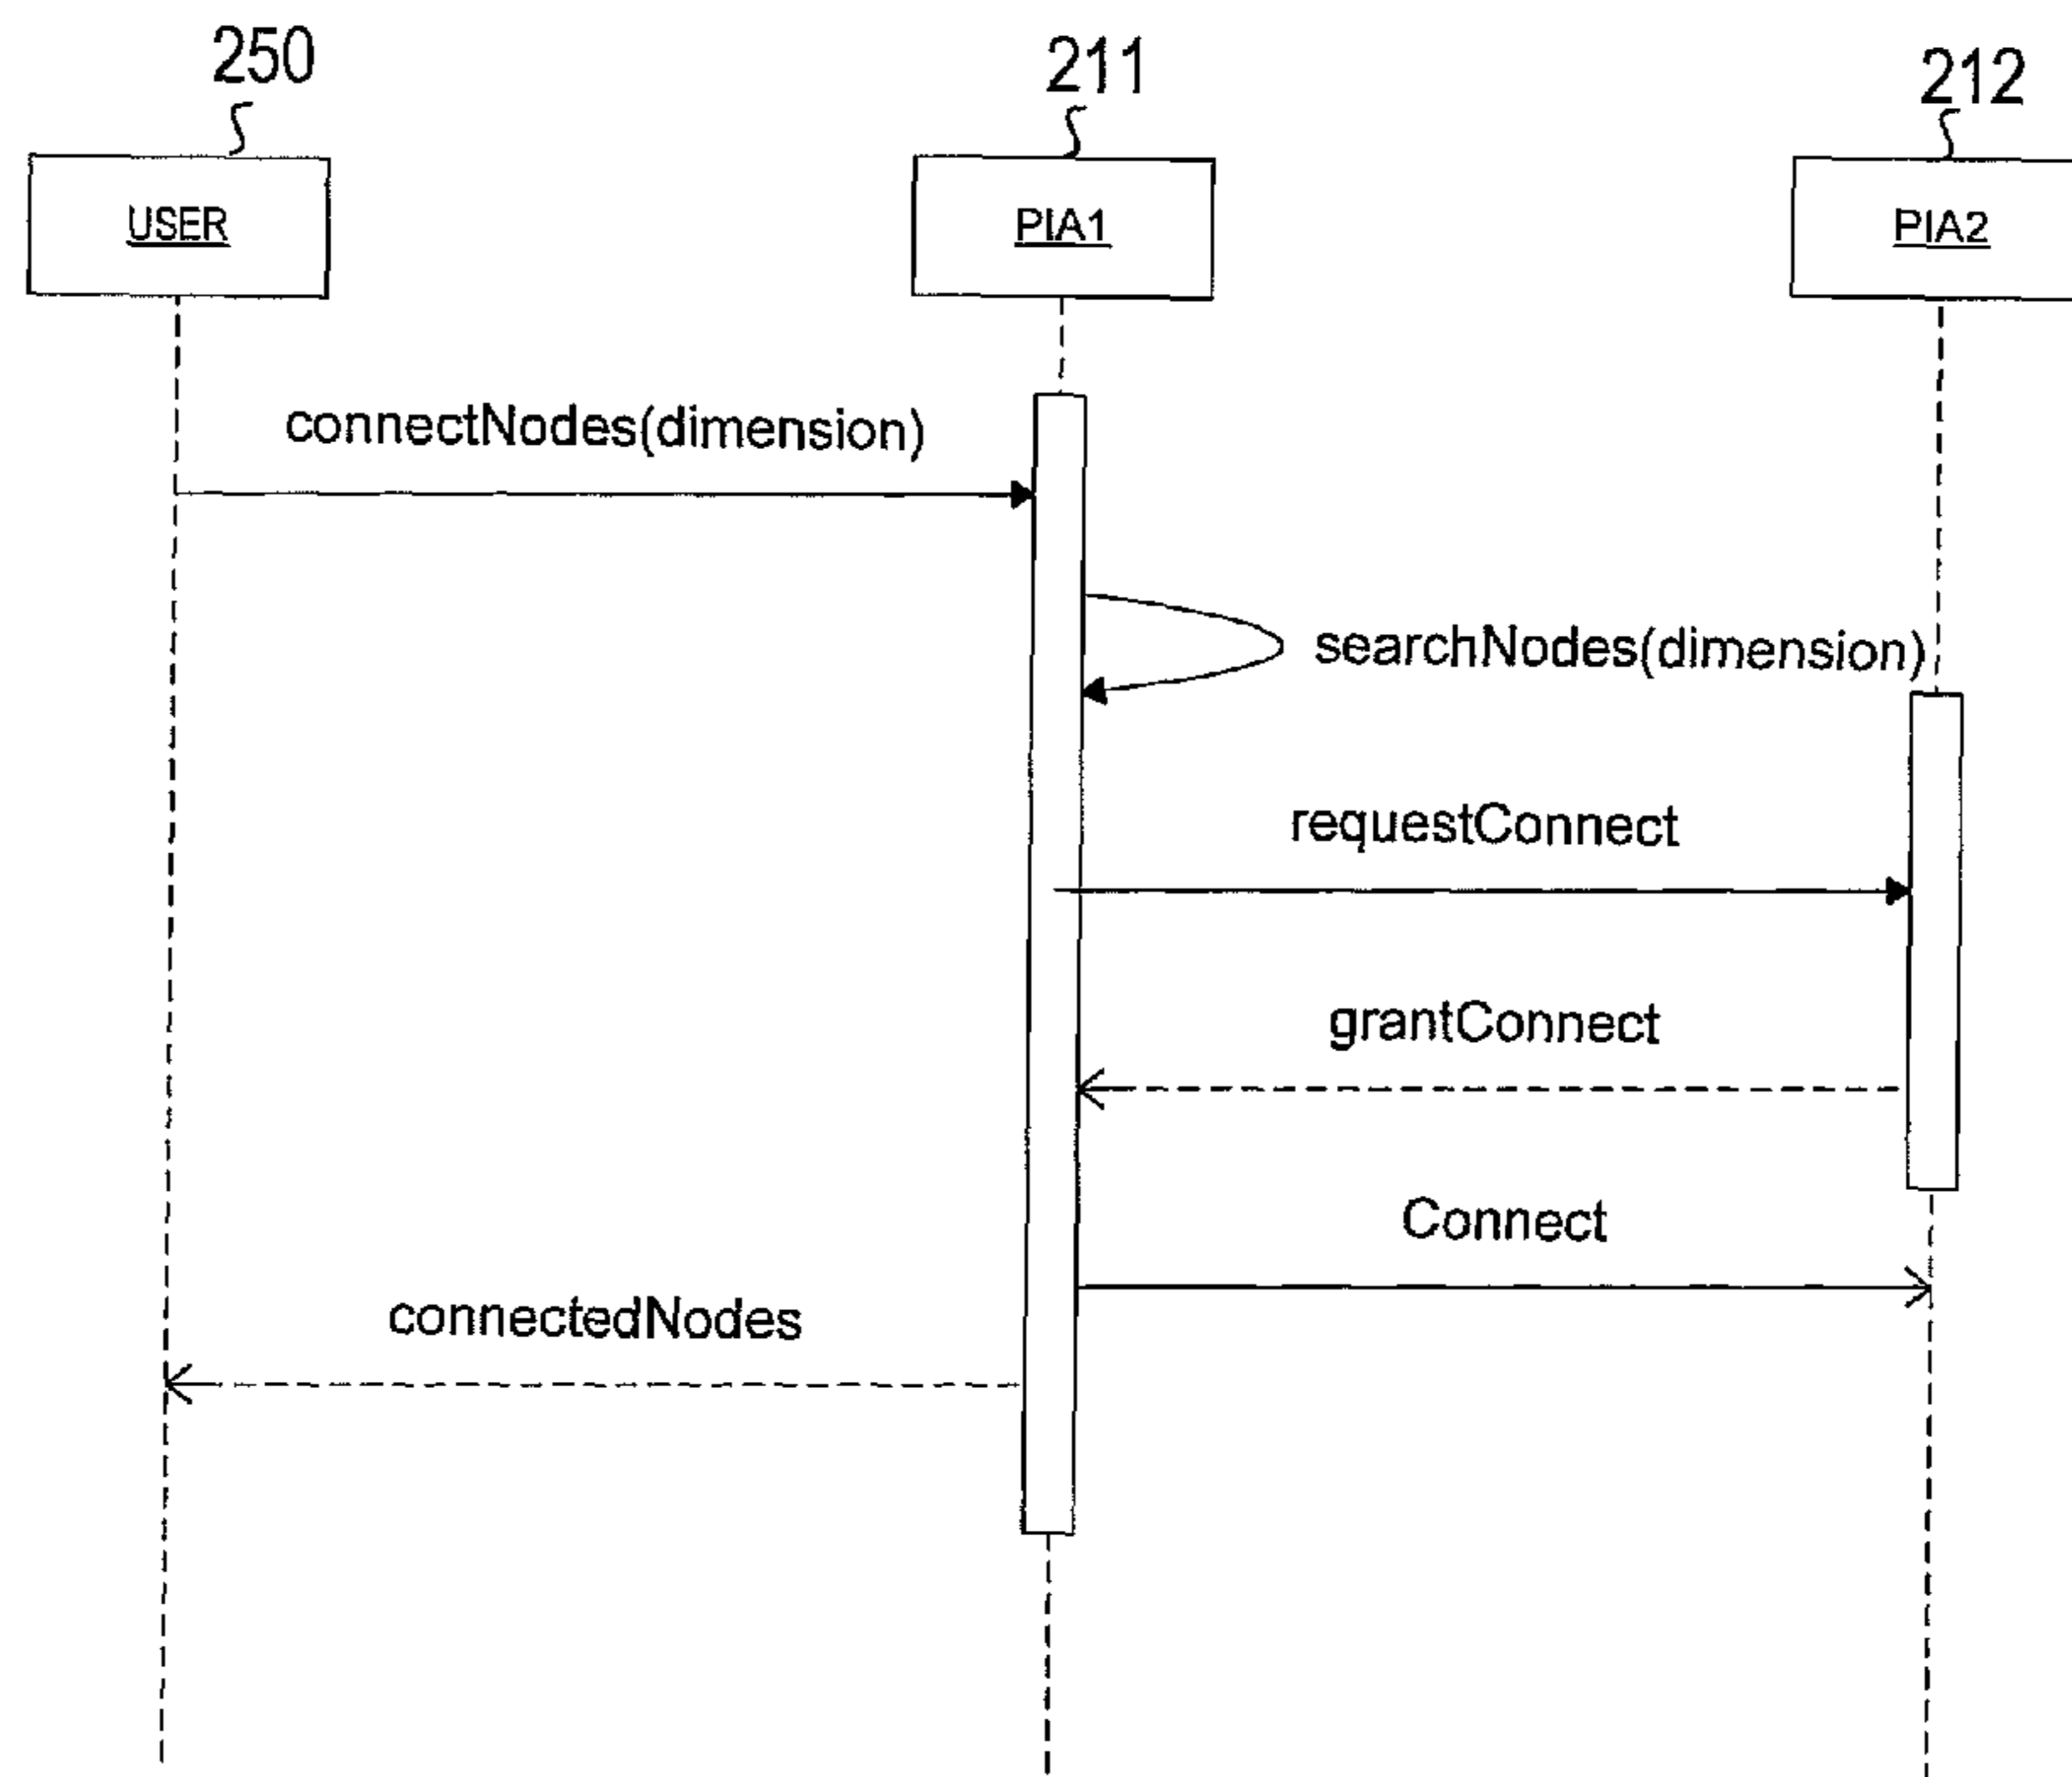 250
211
212
USER
PIA1
PIA2
connectNodes(dimension)
searchNodes(dimension)
requestConnect
grantConnect
Connect
connectedNodes